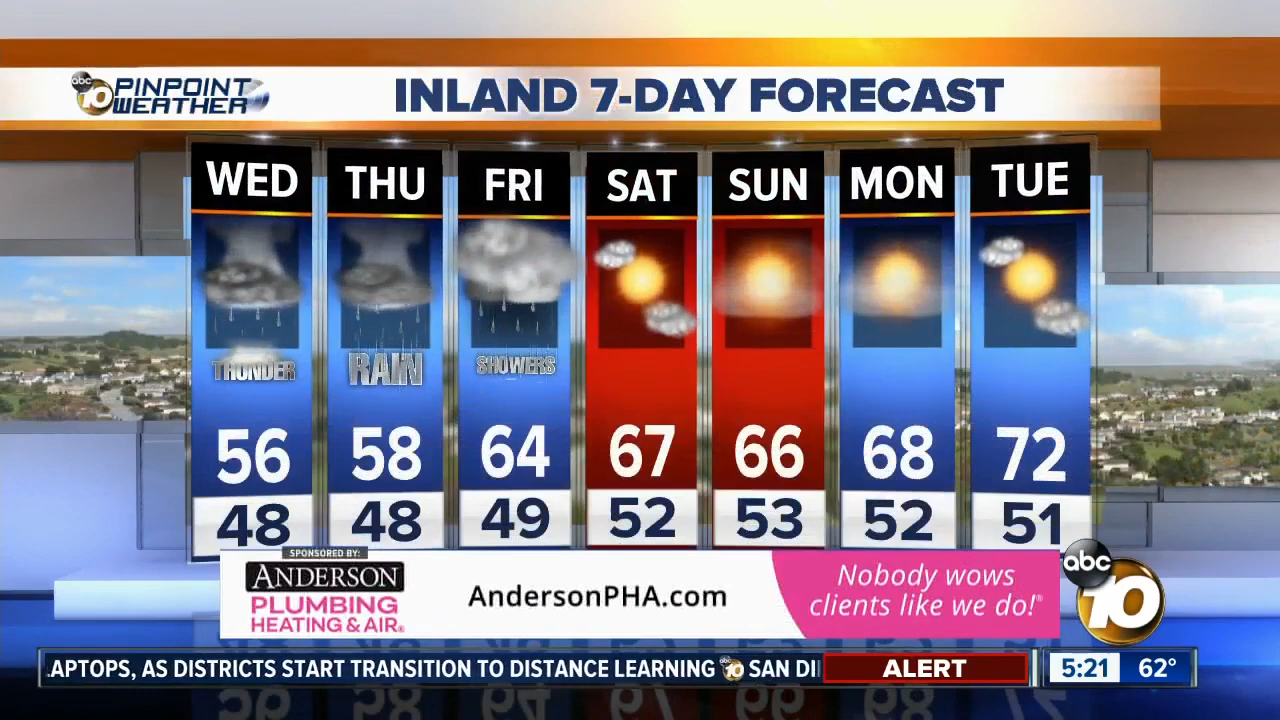 abc 10 PINPOINT WEATHER
INLAND 7-DAY FORECAST
WED THU FRI SAT SUN MON TUE
THUNDER RAIN SHOWERS
56 58 64 67 66 68 72
48 48 49 52 53 52 51
SPONSORED BY:
ANDERSON
PLUMBING
HEATING & AIR®
AndersonPHA.com
Nobody wows
clients like we do!®
abc 10
APTOPS, AS DISTRICTS START TRANSITION TO DISTANCE LEARNING abc 10 SAN DI
ALERT
5:21 62°